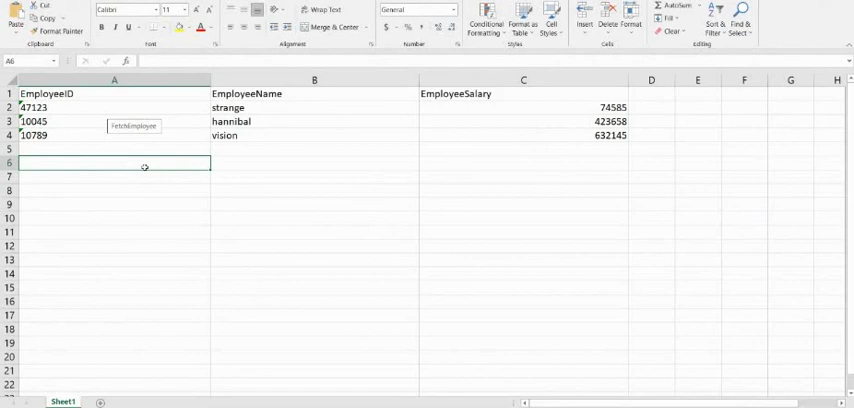 Cut
Copy
Format Painter
Paste
Clipboard
Calibri
11
B I U
Font
Wrap Text
Merge & Center
Alignment
General
$ % ,
Number
Conditional Formatting
Format as Table
Cell Styles
Styles
Insert Delete Format
Cells
AutoSum
Fill
Clear
Sort & Filter
Find & Select
Editing
A6
fx
A B C D E F G H
1 EmployeeID EmployeeName EmployeeSalary
2 47123 strange 74585
3 10045 hannibal 423658
FetchEmployee
4 10789 vision 632145
5
6
7
8
9
10
11
12
13
14
15
16
17
18
19
20
21
22
Sheet1